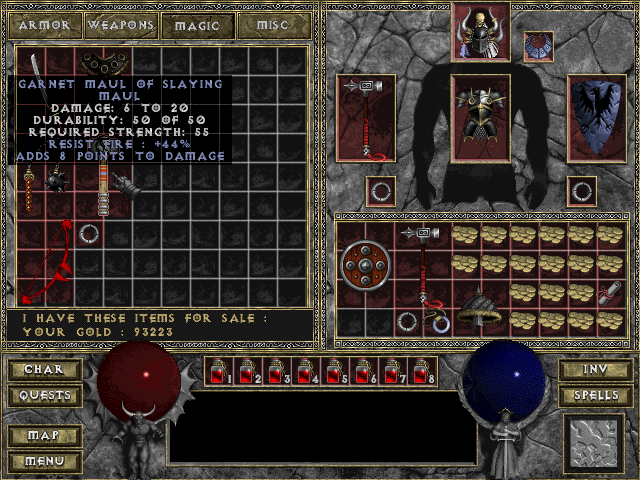 ARMOR WEAPONS MAGIC MISC
GARNET MAUL OF SLAYING
MAUL
DAMAGE: 6 TO 20
DURABILITY: 50 OF 50
REQUIRED STRENGTH: 55
RESIST FIRE : +44%
ADDS 8 POINTS TO DAMAGE
I HAVE THESE ITEMS FOR SALE :
YOUR GOLD : 93223
CHAR
QUESTS
MAP
MENU
1 2 3 4 5 6 7 8
INV
SPELLS